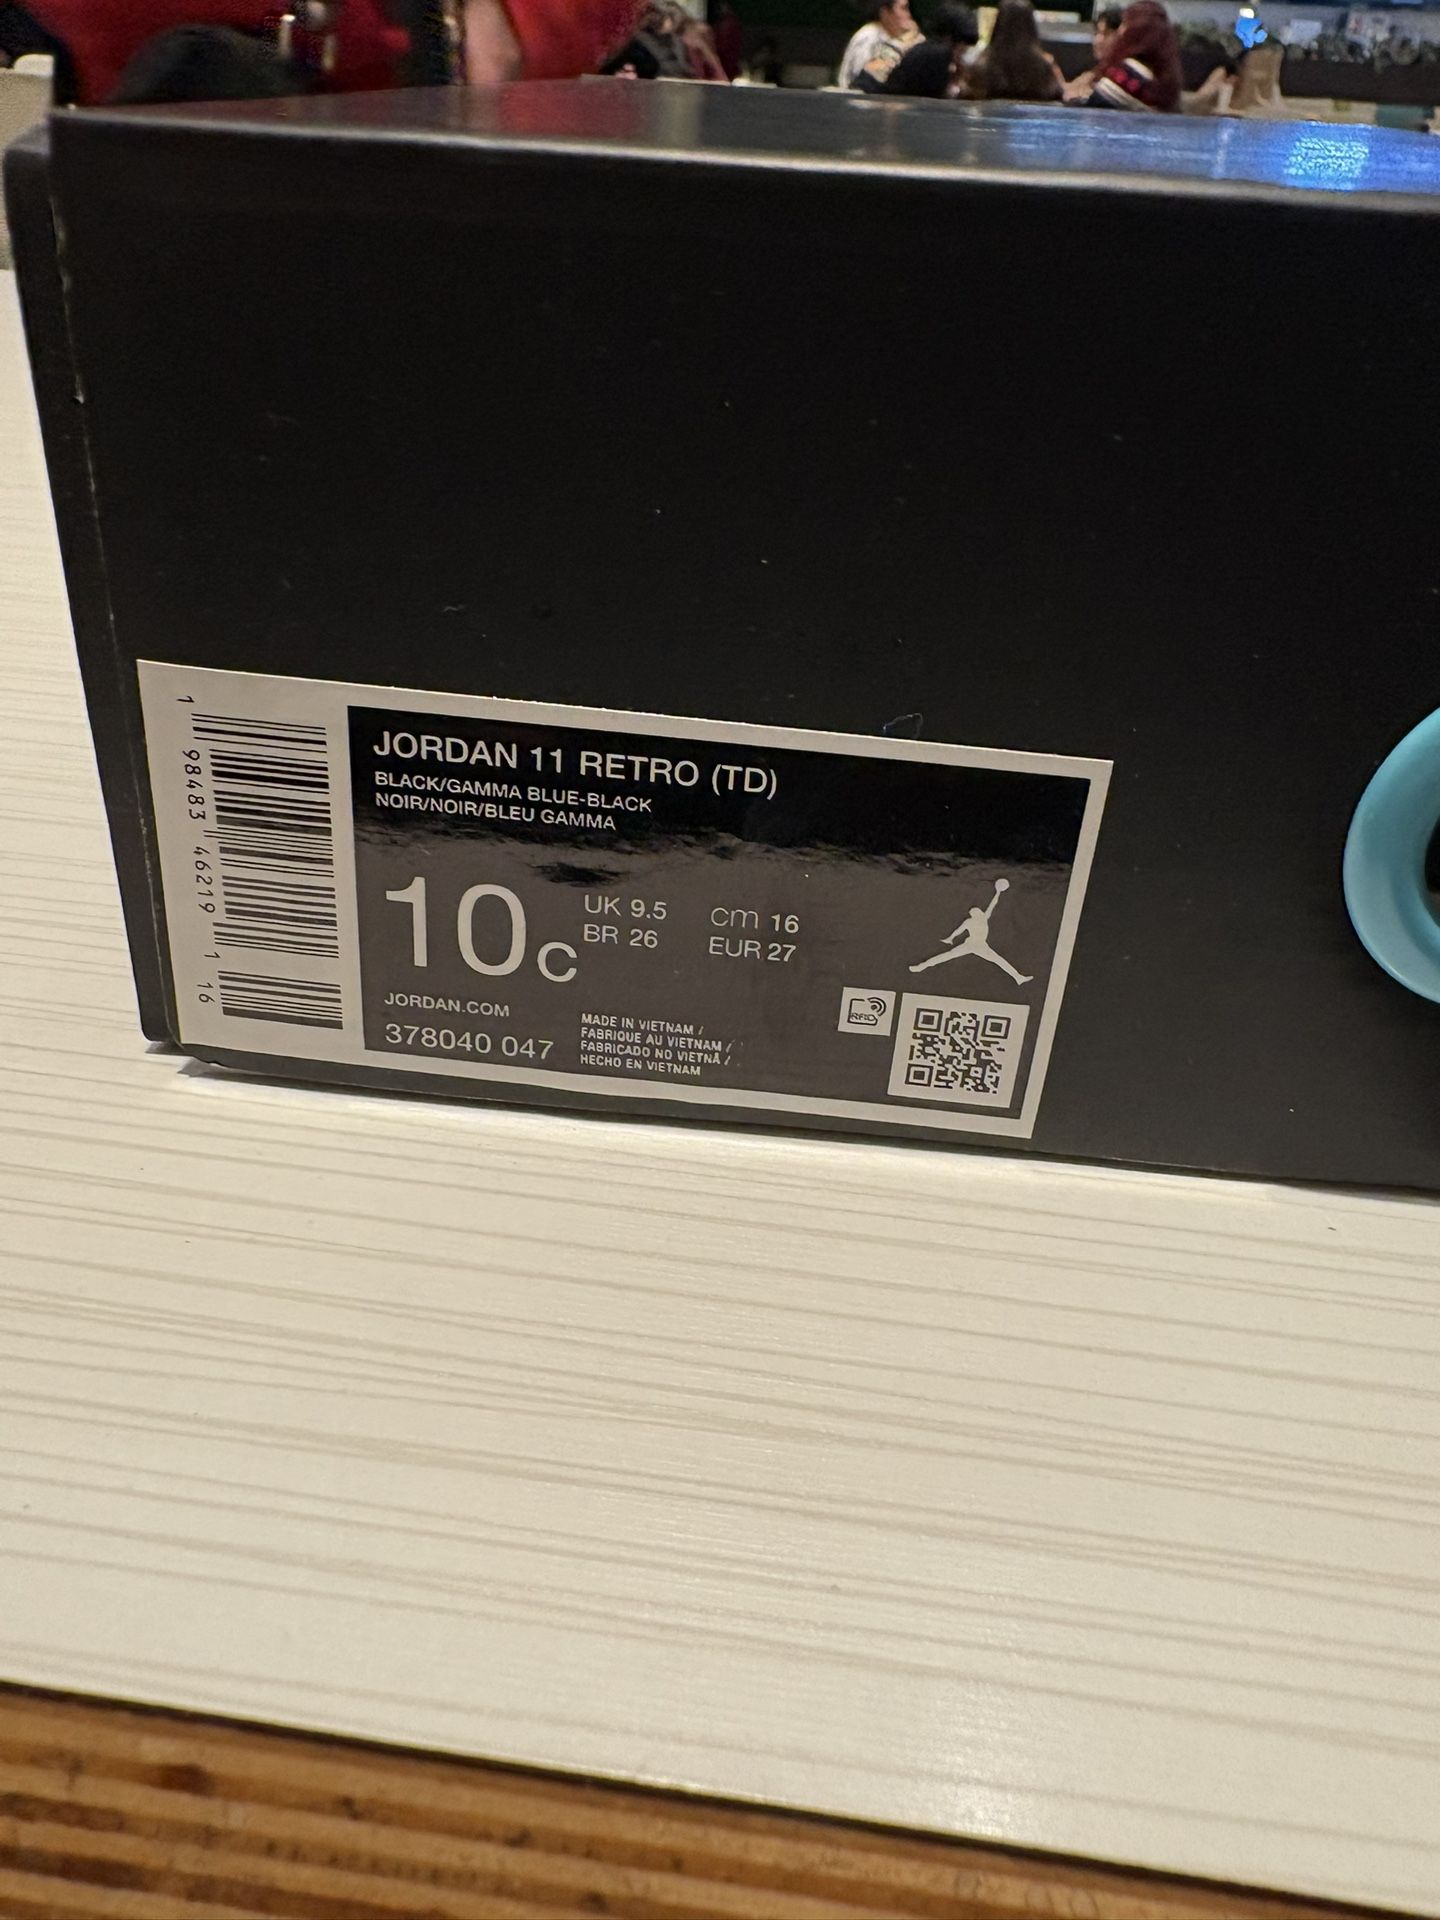 JORDAN 11 RETRO (TD)
BLACK/GAMMA BLUE-BLACK
NOIR/NOIR/BLEU GAMMA
10C
UK 9.5 cm 16
BR 26 EUR 27
JORDAN.COM
378040 047
MADE IN VIETNAM /
FABRIQUE AU VIETNAM /
FABRICADO NO VIETNÃ /
HECHO EN VIETNAM
RFID
1 98483 46219 1 16